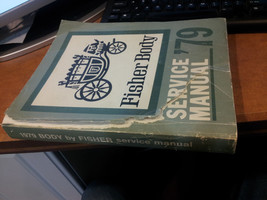 Fisher Body
SERVICE '79
MANUAL
1979 BODY by FISHER service manual